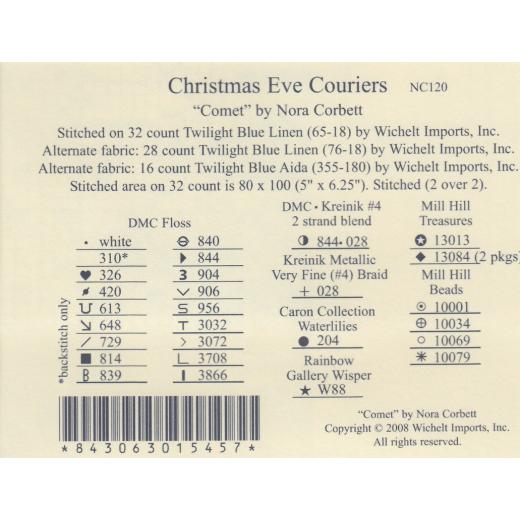 Christmas Eve Couriers NC120
"Comet" by Nora Corbett
Stitched on 32 count Twilight Blue Linen (65-18) by Wichelt Imports, Inc.
Alternate fabric: 28 count Twilight Blue Linen (76-18) by Wichelt Imports, Inc.
Alternate fabric: 16 count Twilight Blue Aida (355-180) by Wichelt Imports, Inc.
Stitched area on 32 count is 80 x 100 (5" x 6.25"). Stitched (2 over 2).
DMC Floss
• white
310*
♥ 326
420
613
648
/ 729
■ 814
B 839
*backstitch only
⊖ 840
844
3 904
906
S 956
T 3032
> 3072
L 3708
I 3866
DMC · Kreinik #4
2 strand blend
◑ 844·028
Kreinik Metallic
Very Fine (#4) Braid
+ 028
Caron Collection
Waterlilies
● 204
Rainbow
Gallery Wisper
★ W88
Mill Hill
Treasures
✪ 13013
◆ 13084 (2 pkgs)
Mill Hill
Beads
⊙ 10001
⊕ 10034
○ 10069
* 10079
*843063015457*
"Comet" by Nora Corbett
Copyright © 2008 Wichelt Imports, Inc.
All rights reserved.